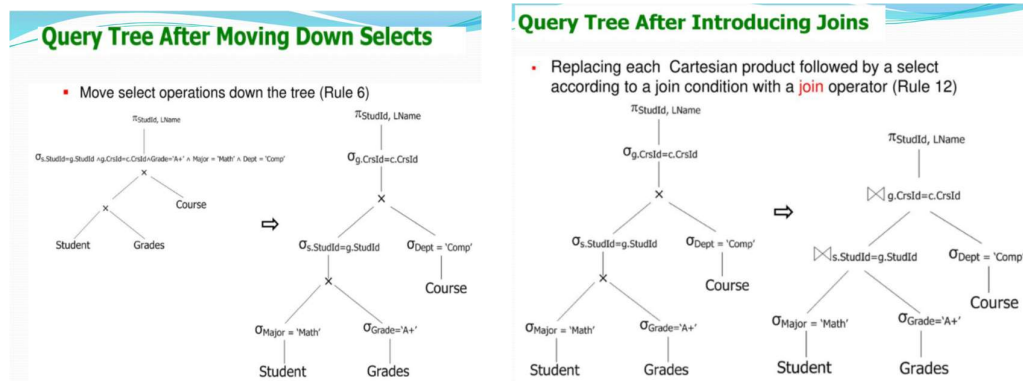 Query Tree After Moving Down Selects
▪ Move select operations down the tree (Rule 6)
πStudId, LName
σs.StudId=g.StudId ∧g.CrsId=c.CrsId∧Grade='A+' ∧ Major = 'Math' ∧ Dept = 'Comp'
×
×
Course
Student
Grades
⇨
πStudId, LName
σg.CrsId=c.CrsId
×
σs.StudId=g.StudId
σDept = 'Comp'
×
Course
σMajor = 'Math'
σGrade='A+'
Student
Grades
Query Tree After Introducing Joins
• Replacing each Cartesian product followed by a select
according to a join condition with a join operator (Rule 12)
πStudId, LName
σg.CrsId=c.CrsId
×
σs.StudId=g.StudId
σDept = 'Comp'
×
Course
σMajor = 'Math'
σGrade='A+'
Student
Grades
⇨
πStudId, LName
⋈ g.CrsId=c.CrsId
⋈s.StudId=g.StudId
σDept = 'Comp'
Course
σMajor = 'Math'
σGrade='A+'
Student
Grades